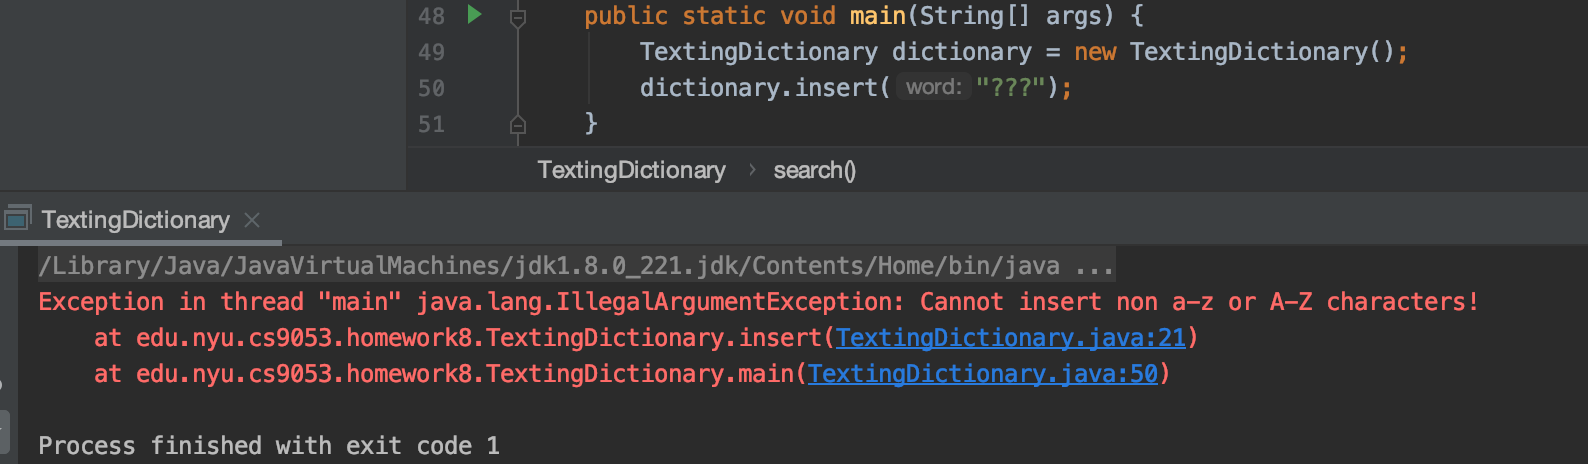 48 public static void main(String[] args) {
49 TextingDictionary dictionary = new TextingDictionary();
50 dictionary.insert( word: "???");
51 }
TextingDictionary › search()
TextingDictionary ×
/Library/Java/JavaVirtualMachines/jdk1.8.0_221.jdk/Contents/Home/bin/java ...
Exception in thread "main" java.lang.IllegalArgumentException: Cannot insert non a-z or A-Z characters!
at edu.nyu.cs9053.homework8.TextingDictionary.insert(TextingDictionary.java:21)
at edu.nyu.cs9053.homework8.TextingDictionary.main(TextingDictionary.java:50)
Process finished with exit code 1